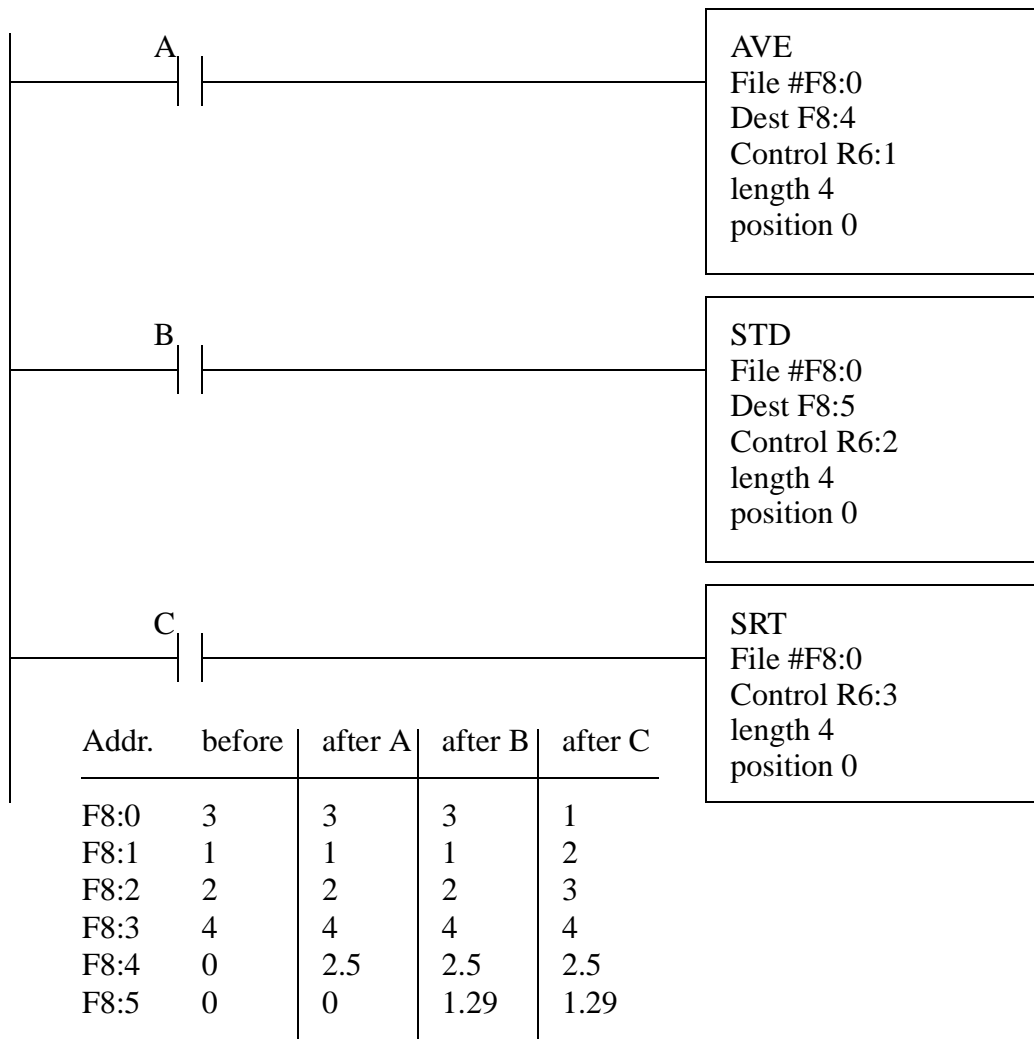 A
AVE
File #F8:0
Dest F8:4
Control R6:1
length 4
position 0
B
STD
File #F8:0
Dest F8:5
Control R6:2
length 4
position 0
C
SRT
File #F8:0
Control R6:3
length 4
position 0
Addr. before after A after B after C
F8:0 3 3 3 1
F8:1 1 1 1 2
F8:2 2 2 2 3
F8:3 4 4 4 4
F8:4 0 2.5 2.5 2.5
F8:5 0 0 1.29 1.29